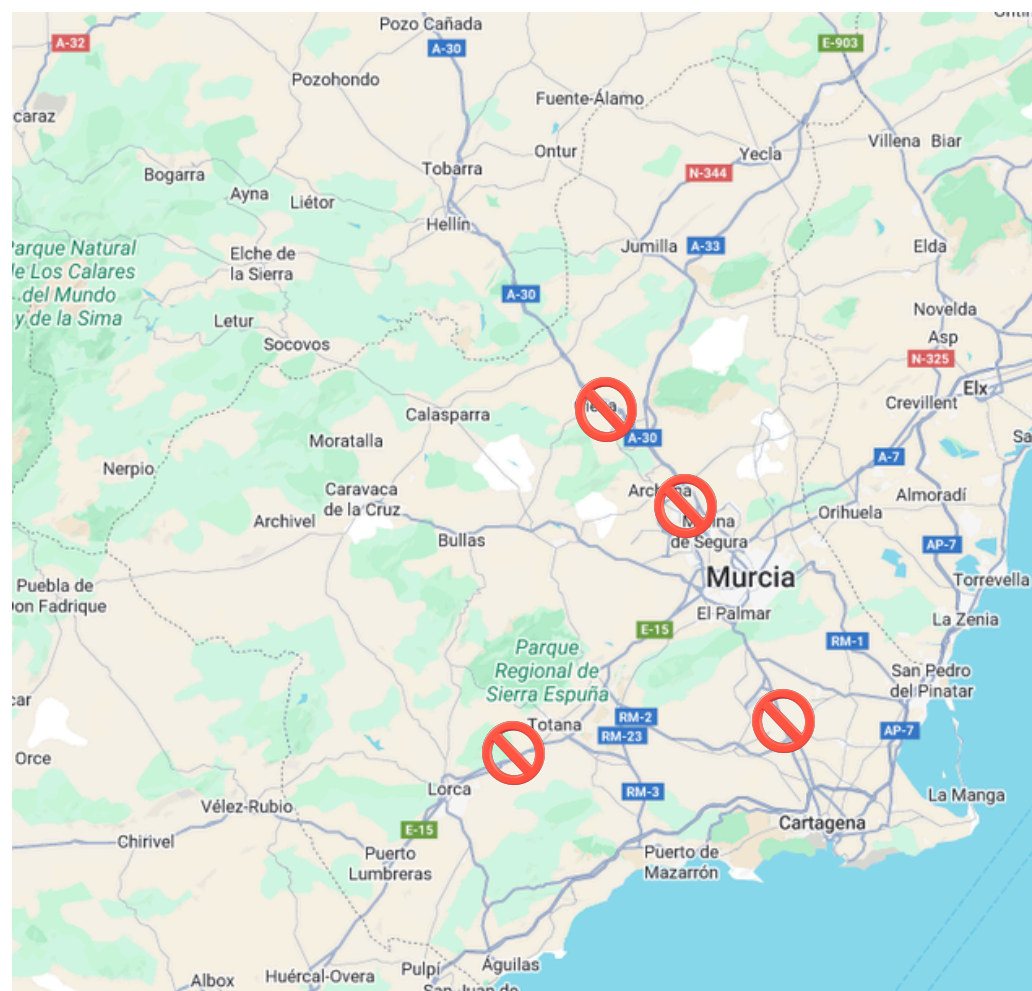 Pozo Cañada
A-32
A-30
E-903
Pozohondo
Fuente-Álamo
caraz
Villena
Biar
Ontur
Yecla
Tobarra
Bogarra
N-344
Ayna
Liétor
Hellín
Jumilla
A-33
Elda
Parque Natural
de Los Calares
del Mundo
y de la Sima
Elche de
la Sierra
A-30
Novelda
Letur
Socovos
Asp
N-325
Elx
Calasparra
Crevillent
A-30
Moratalla
Sa
A-7
Nerpio
Caravaca
de la Cruz
Almoradí
Archivel
Orihuela
de Segura
Bullas
AP-7
Murcia
Torrevella
Puebla de
Don Fadrique
El Palmar
La Zenia
E-15
RM-1
Parque
Regional de
Sierra Espuña
San Pedro
del Pinatar
car
RM-2
Totana
RM-23
AP-7
Orce
Lorca
RM-3
La Manga
Vélez-Rubio
Cartagena
E-15
Chirivel
Puerto
Lumbreras
Puerto de
Mazarrón
Águilas
Pulpí
Huércal-Overa
Albox
San Juan de